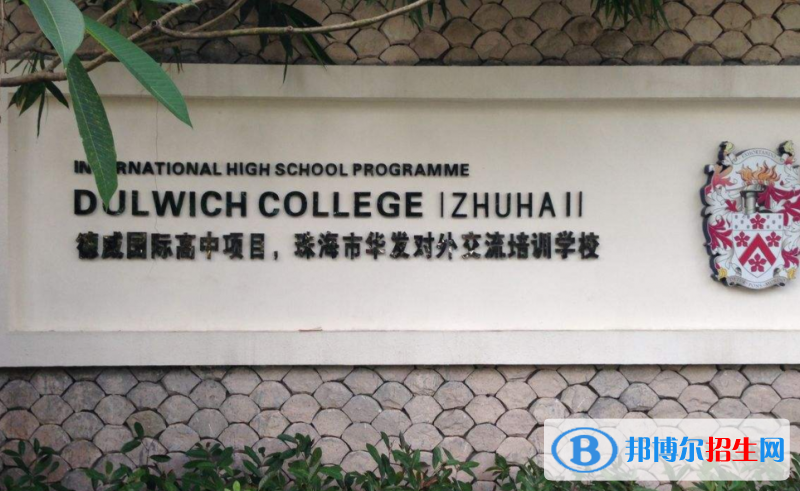 INTERNATIONAL HIGH SCHOOL PROGRAMME
DULWICH COLLEGE |ZHUHAI|
德威国际高中项目，珠海市华发对外交流培训学校
B 邦博尔招生网